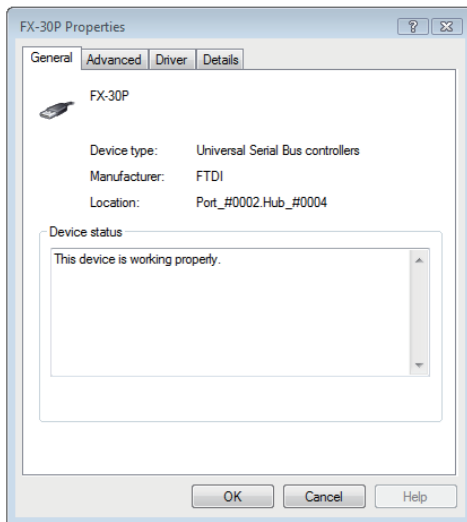 FX-30P Properties
General Advanced Driver Details
FX-30P
Device type: Universal Serial Bus controllers
Manufacturer: FTDI
Location: Port_#0002.Hub_#0004
Device status
This device is working properly.
OK Cancel Help